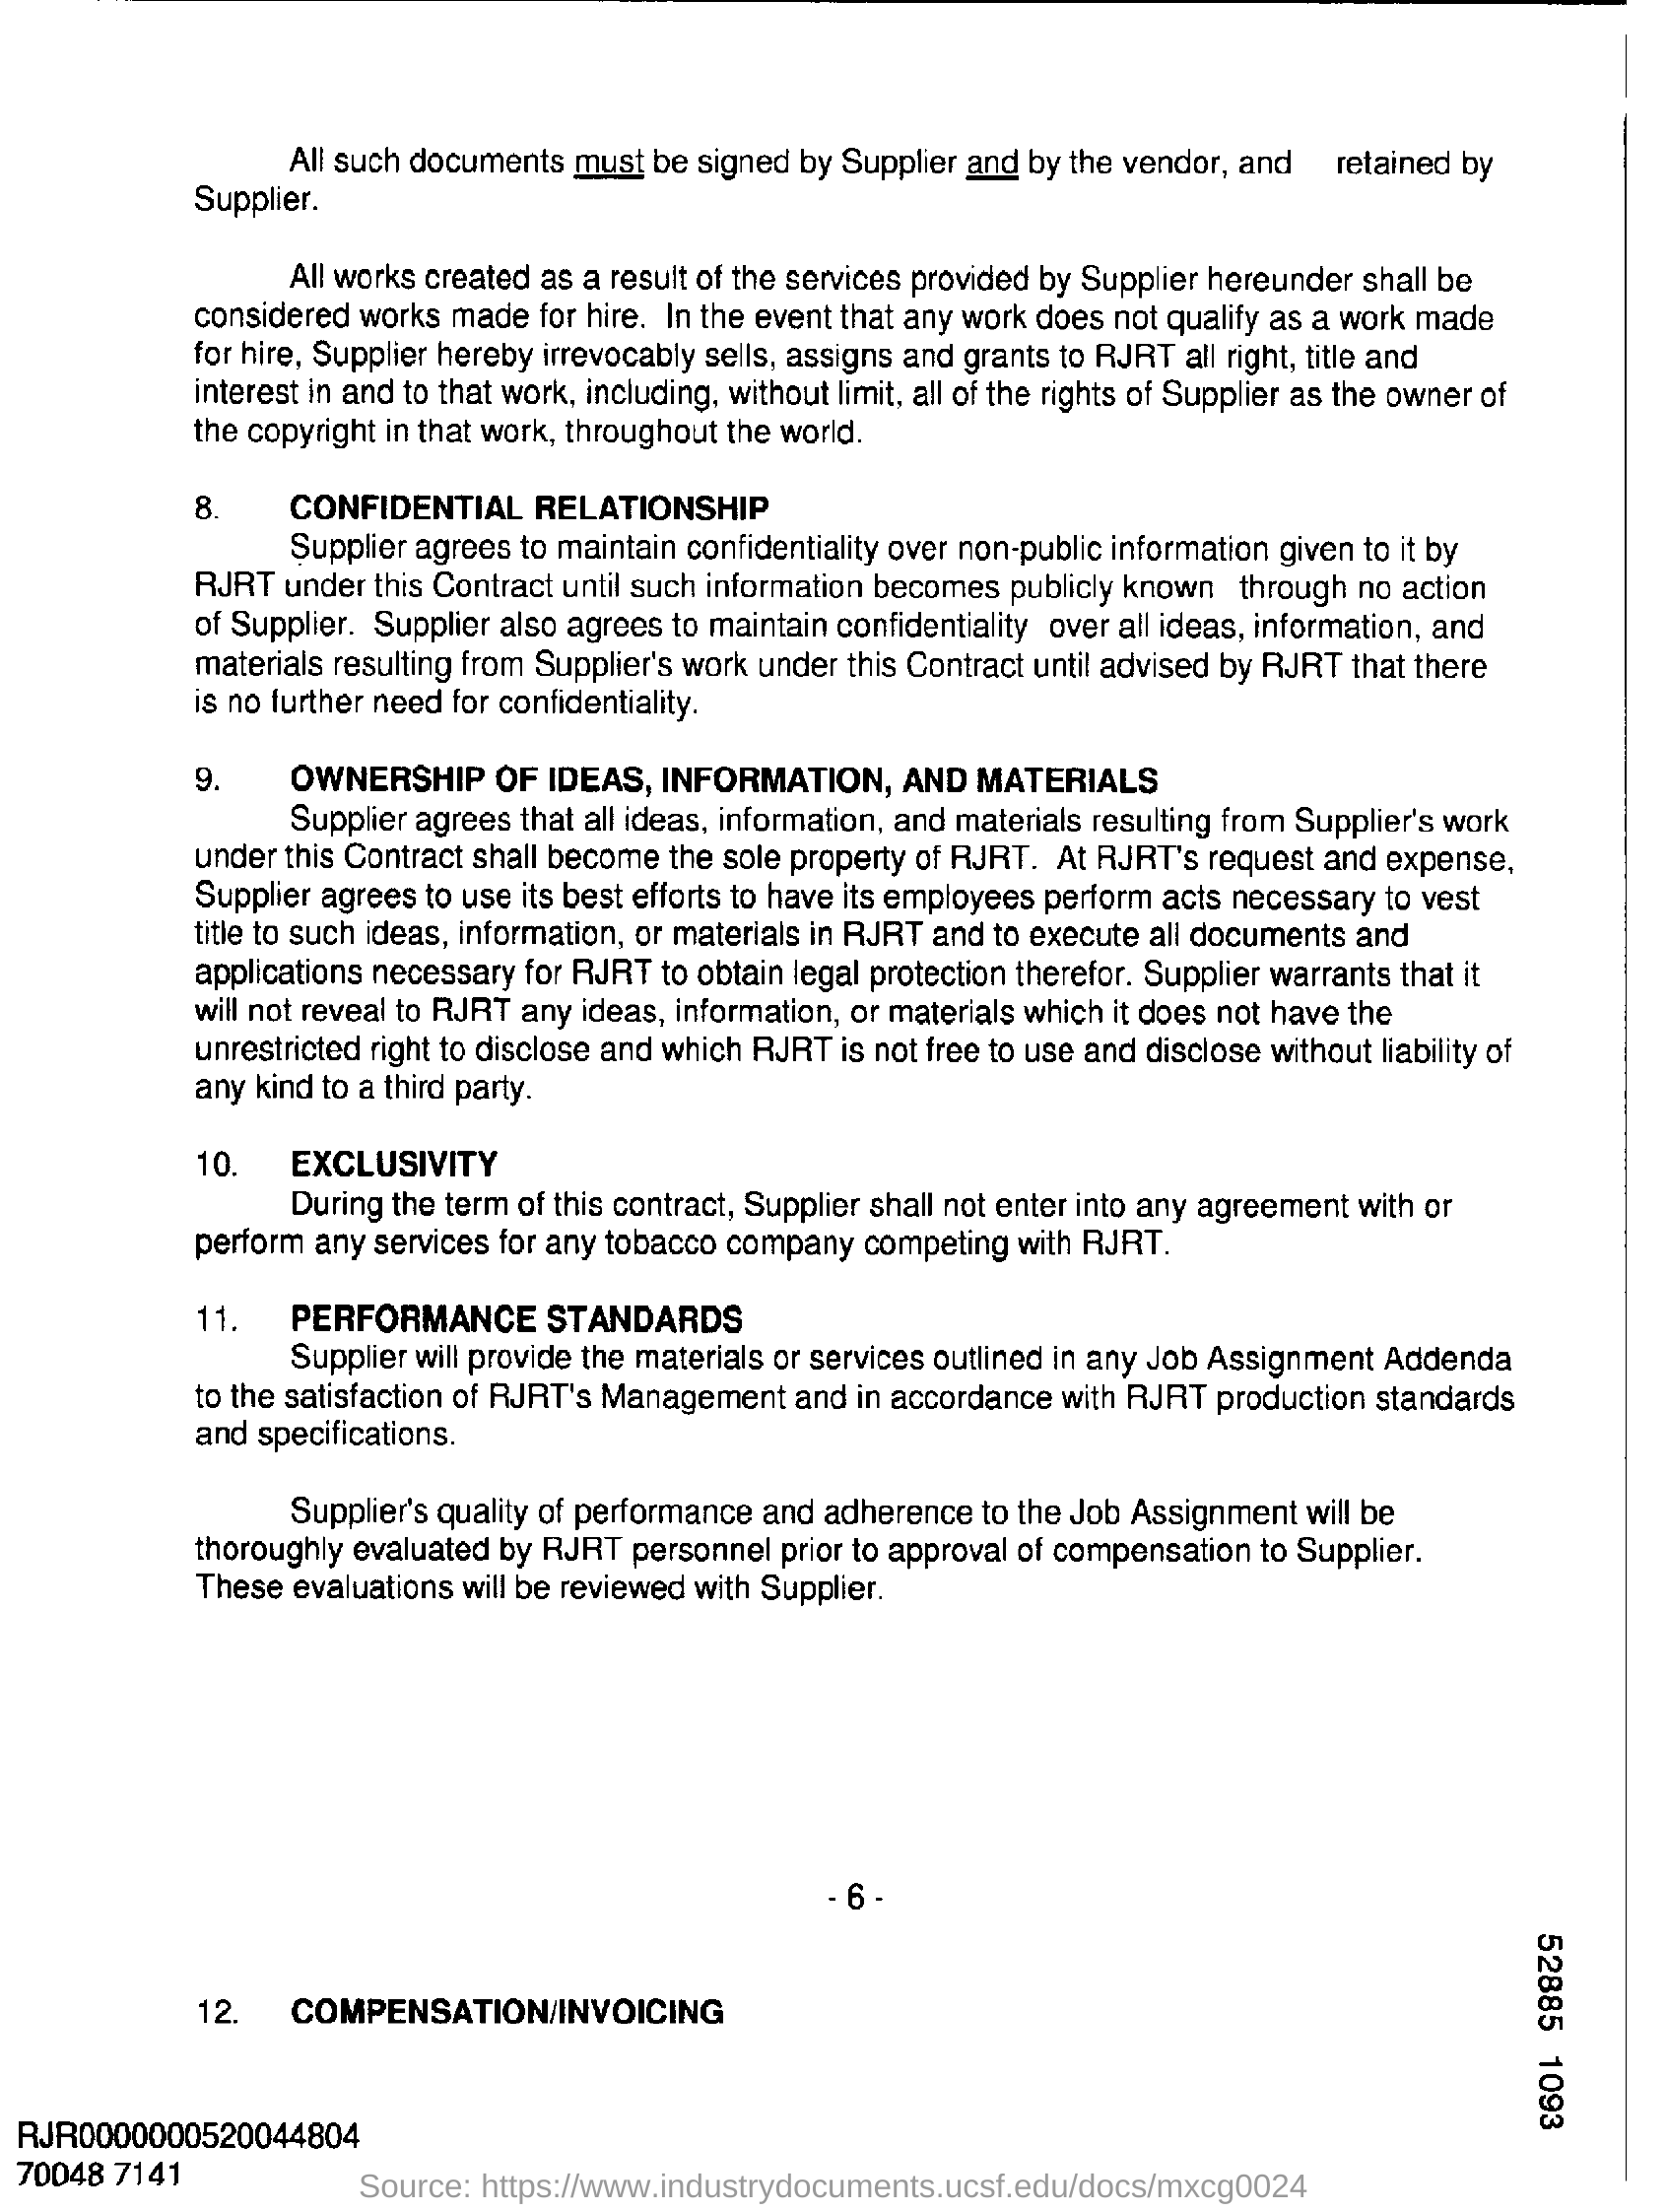 All such documents must be signed by Supplier and by the vendor, and retained by
Supplier.
All works created as a result of the services provided by Supplier hereunder shall be
considered works made for hire. In the event that any work does not qualify as a work made
for hire, Supplier hereby irrevocably sells, assigns and grants to RJRT all right, title and
interest in and to that work, including, without limit, all of the rights of Supplier as the owner of
the copyright in that work, throughout the world.
8. CONFIDENTIAL RELATIONSHIP
Supplier agrees to maintain confidentiality over non-public information given to it by
RJRT under this Contract until such information becomes publicly known through no action
of Supplier. Supplier also agrees to maintain confidentiality over all ideas, information, and
materials resulting from Supplier's work under this Contract until advised by RJRT that there
is no further need for confidentiality.
9. OWNERSHIP OF IDEAS, INFORMATION, AND MATERIALS
Supplier agrees that all ideas, information, and materials resulting from Supplier's work
under this Contract shall become the sole property of RJRT. At RJRT's request and expense,
Supplier agrees to use its best efforts to have its employees perform acts necessary to vest
title to such ideas, information, or materials in RJRT and to execute all documents and
applications necessary for RJRT to obtain legal protection therefor. Supplier warrants that it
will not reveal to RJRT any ideas, information, or materials which it does not have the
unrestricted right to disclose and which RJRT is not free to use and disclose without liability of
any kind to a third party.
10. EXCLUSIVITY
During the term of this contract, Supplier shall not enter into any agreement with or
perform any services for any tobacco company competing with RJRT.
11. PERFORMANCE STANDARDS
Supplier will provide the materials or services outlined in any Job Assignment Addenda
to the satisfaction of RJRT's Management and in accordance with RJRT production standards
and specifications.
Supplier's quality of performance and adherence to the Job Assignment will be
thoroughly evaluated by RJRT personnel prior to approval of compensation to Supplier.
These evaluations will be reviewed with Supplier.
- 6 -
12. COMPENSATION/INVOICING
52885 1093
RJR0000000520044804
70048 7141
Source: https://www.industrydocuments.ucsf.edu/docs/mxcg0024